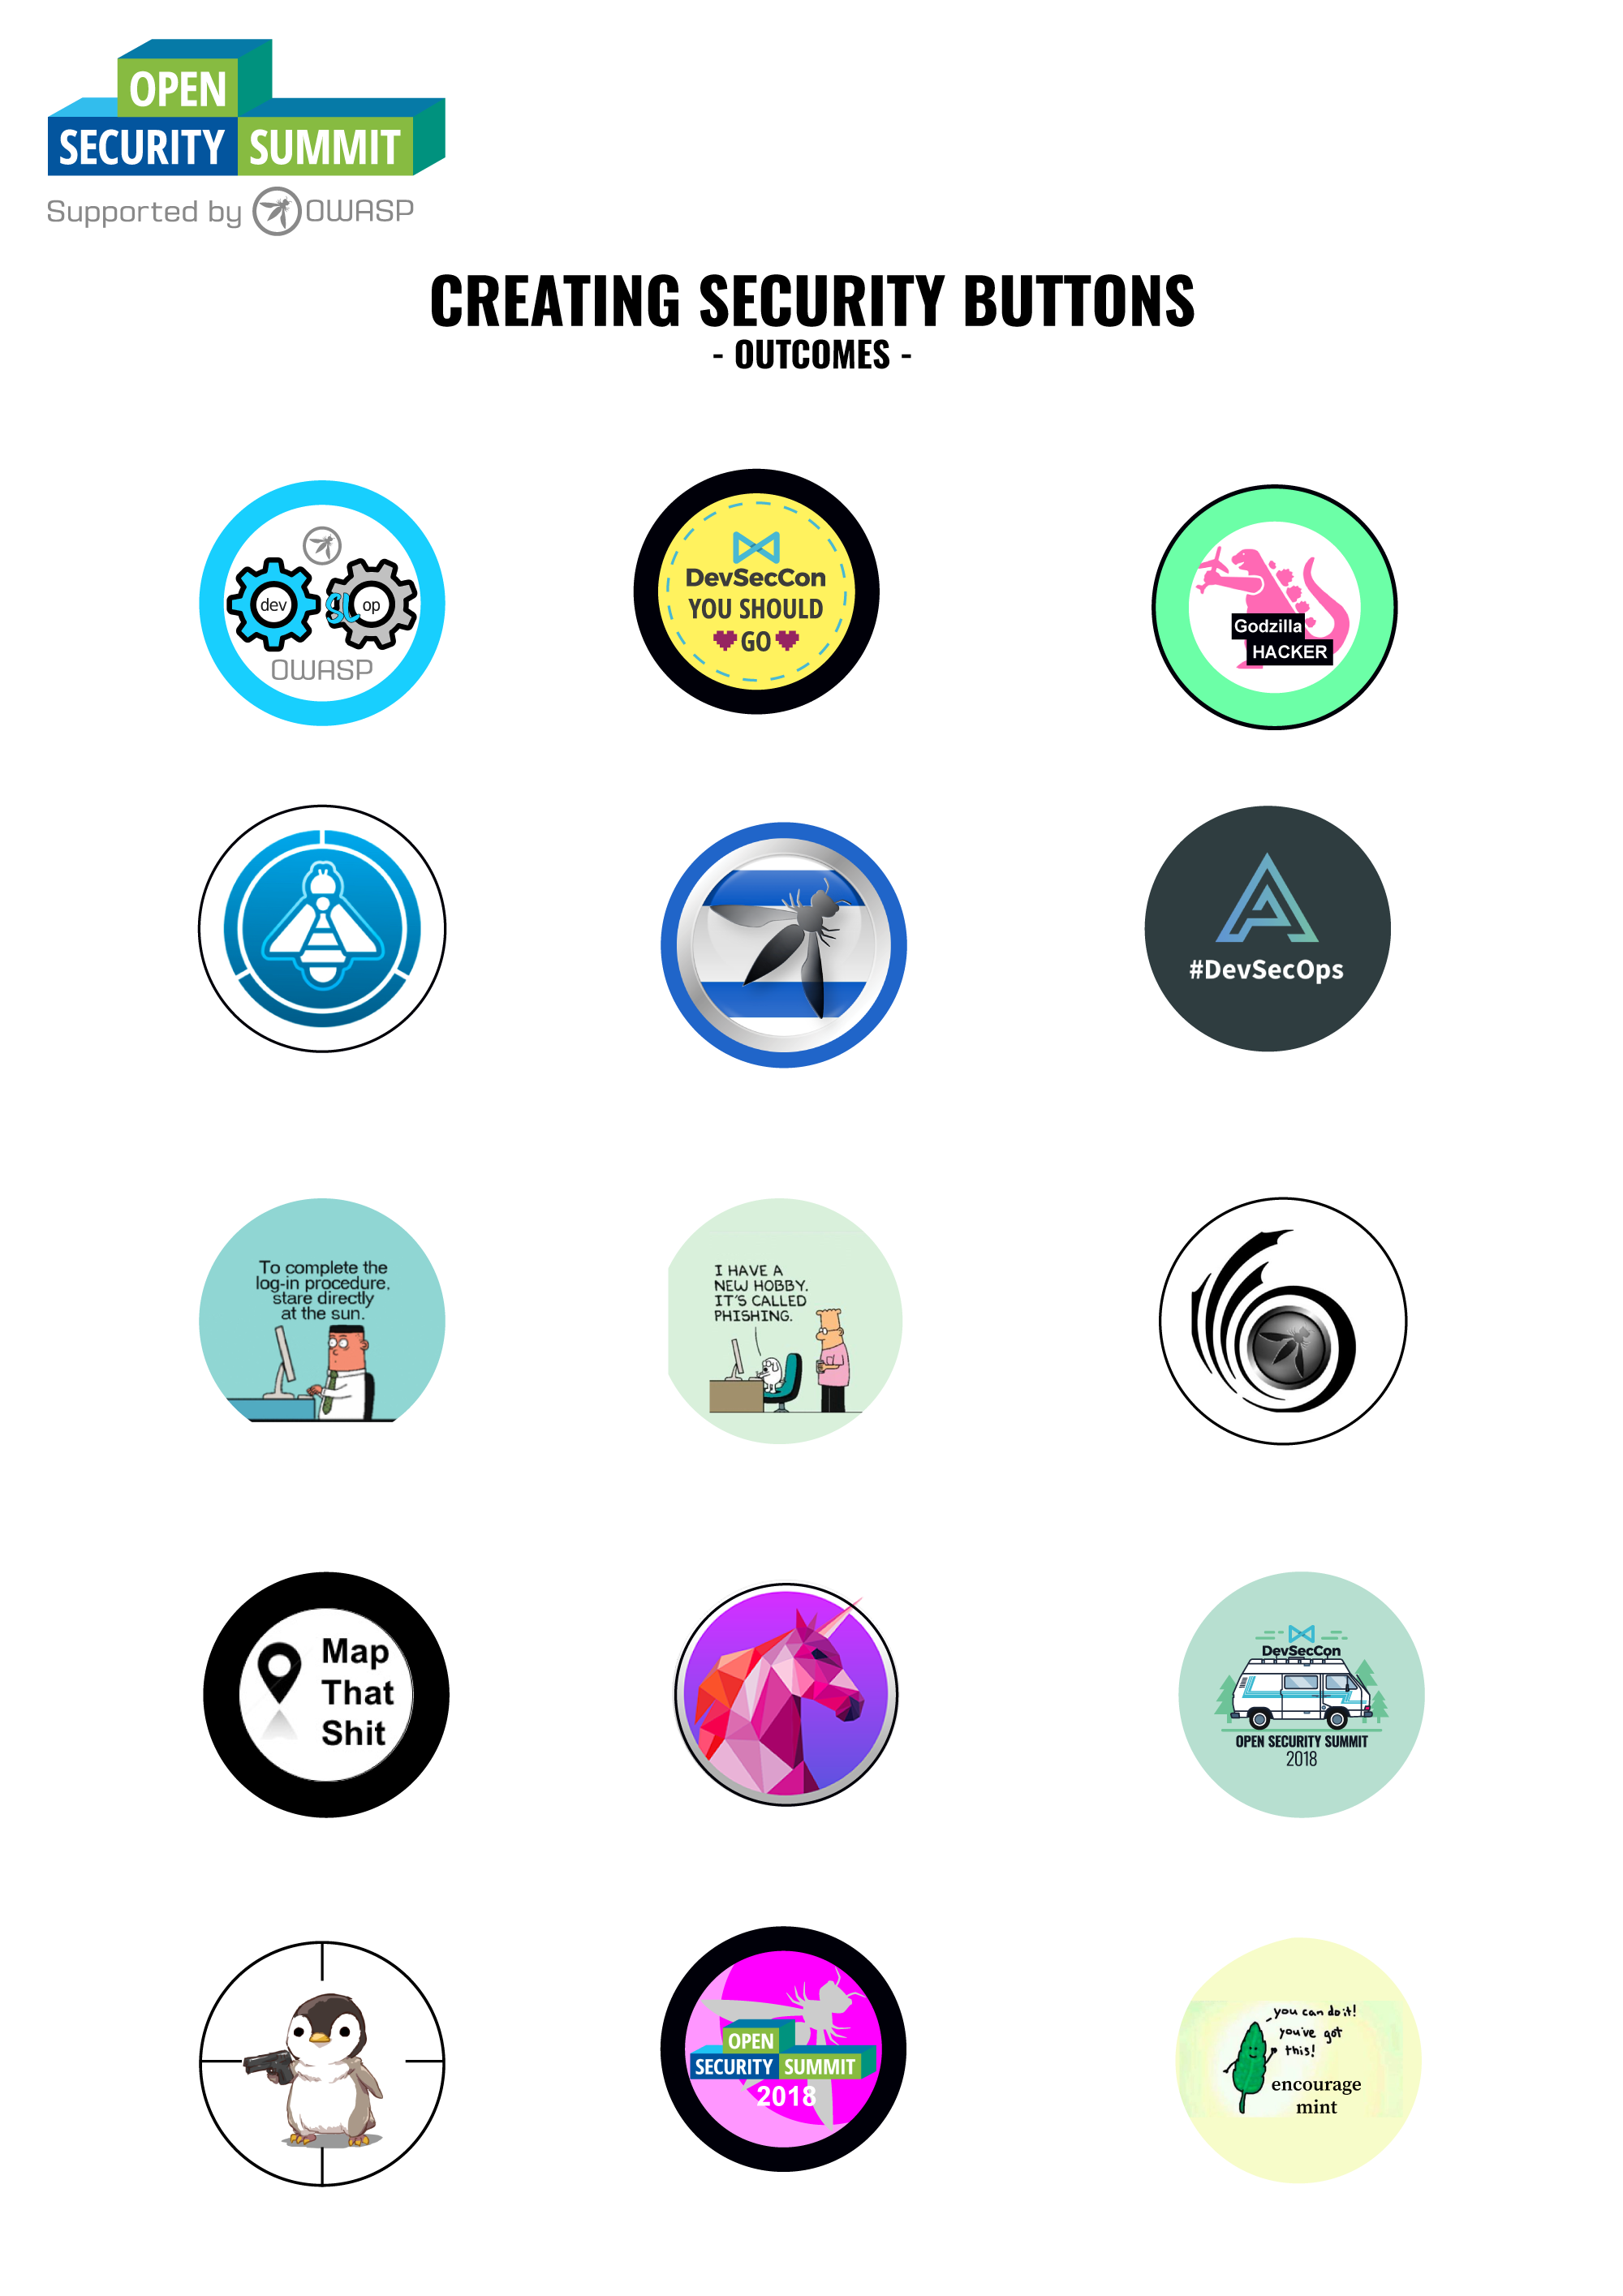 OPEN
SECURITY SUMMIT
Supported by OWASP
CREATING SECURITY BUTTONS
- OUTCOMES -
dev SL op
OWASP
DevSecCon
YOU SHOULD
GO
Godzilla
HACKER
#DevSecOps
To complete the
log-in procedure,
stare directly
at the sun.
I HAVE A
NEW HOBBY.
IT'S CALLED
PHISHING.
Map
That
Shit
DevSecCon
OPEN SECURITY SUMMIT
2018
OPEN
SECURITY SUMMIT
2018
you can do it!
you've got
this!
encourage
mint